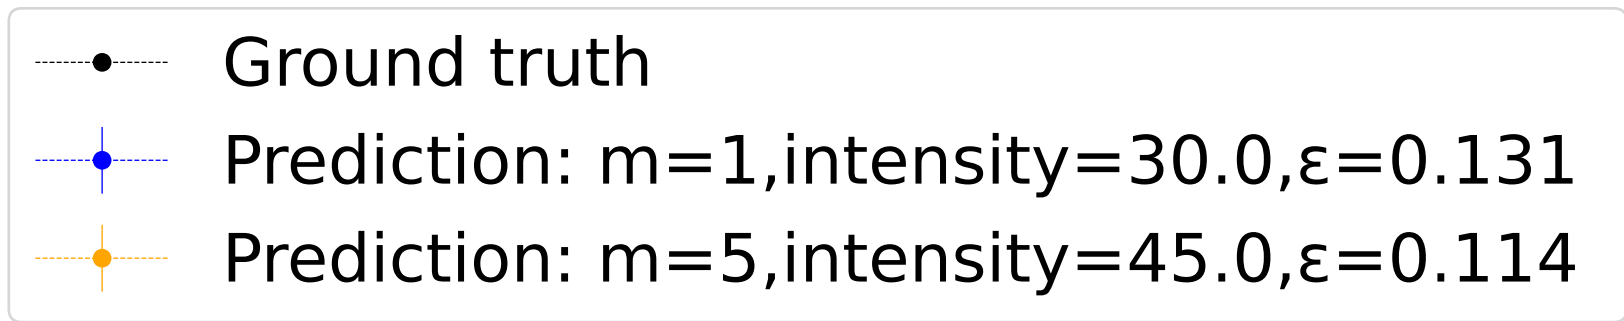 Ground truth
Prediction: m=1,intensity=30.0,ε=0.131
Prediction: m=5,intensity=45.0,ε=0.114